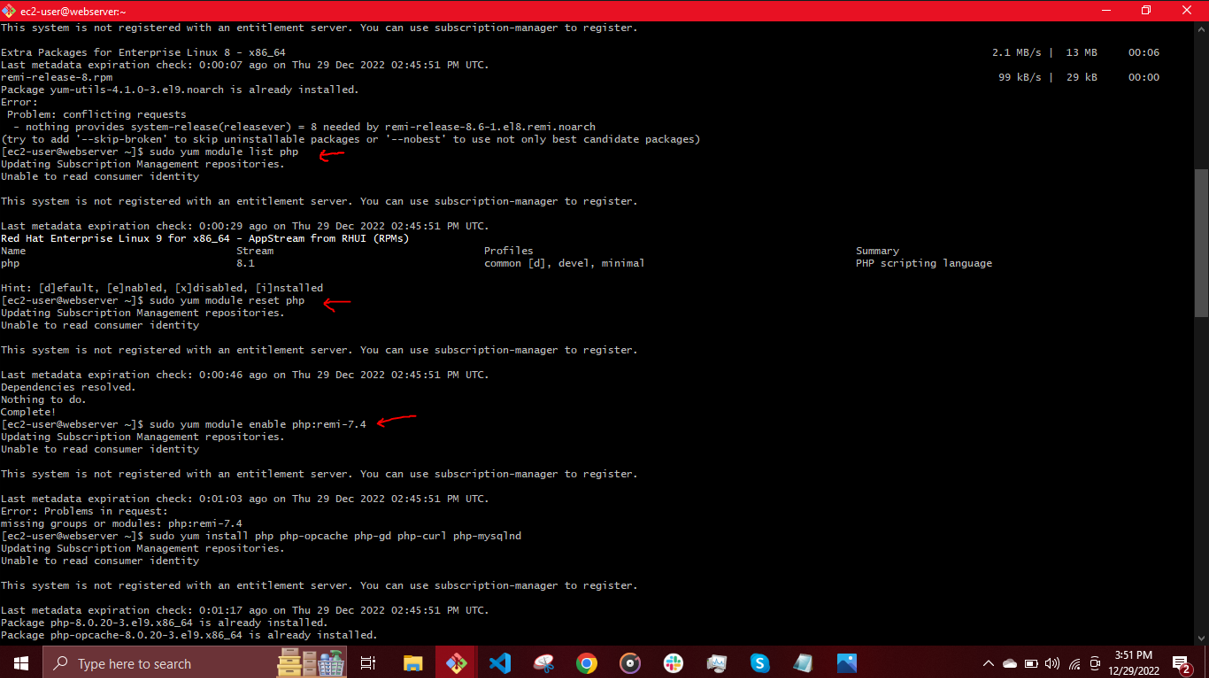 ec2-user@webserver:~
This system is not registered with an entitlement server. You can use subscription-manager to register.
Extra Packages for Enterprise Linux 8 - x86_64 2.1 MB/s | 13 MB 00:06
Last metadata expiration check: 0:00:07 ago on Thu 29 Dec 2022 02:45:51 PM UTC.
remi-release-8.rpm 99 kB/s | 29 kB 00:00
Package yum-utils-4.1.0-3.el9.noarch is already installed.
Error:
Problem: conflicting requests
- nothing provides system-release(releasever) = 8 needed by remi-release-8.6-1.el8.remi.noarch
(try to add '--skip-broken' to skip uninstallable packages or '--nobest' to use not only best candidate packages)
[ec2-user@webserver ~]$ sudo yum module list php
Updating Subscription Management repositories.
Unable to read consumer identity
This system is not registered with an entitlement server. You can use subscription-manager to register.
Last metadata expiration check: 0:00:29 ago on Thu 29 Dec 2022 02:45:51 PM UTC.
Red Hat Enterprise Linux 9 for x86_64 - AppStream from RHUI (RPMs)
Name Stream Profiles Summary
php 8.1 common [d], devel, minimal PHP scripting language
Hint: [d]efault, [e]nabled, [x]disabled, [i]nstalled
[ec2-user@webserver ~]$ sudo yum module reset php
Updating Subscription Management repositories.
Unable to read consumer identity
This system is not registered with an entitlement server. You can use subscription-manager to register.
Last metadata expiration check: 0:00:46 ago on Thu 29 Dec 2022 02:45:51 PM UTC.
Dependencies resolved.
Nothing to do.
Complete!
[ec2-user@webserver ~]$ sudo yum module enable php:remi-7.4
Updating Subscription Management repositories.
Unable to read consumer identity
This system is not registered with an entitlement server. You can use subscription-manager to register.
Last metadata expiration check: 0:01:03 ago on Thu 29 Dec 2022 02:45:51 PM UTC.
Error: Problems in request:
missing groups or modules: php:remi-7.4
[ec2-user@webserver ~]$ sudo yum install php php-opcache php-gd php-curl php-mysqlnd
Updating Subscription Management repositories.
Unable to read consumer identity
This system is not registered with an entitlement server. You can use subscription-manager to register.
Last metadata expiration check: 0:01:17 ago on Thu 29 Dec 2022 02:45:51 PM UTC.
Package php-8.0.20-3.el9.x86_64 is already installed.
Package php-opcache-8.0.20-3.el9.x86_64 is already installed.
Type here to search
3:51 PM
12/29/2022
2